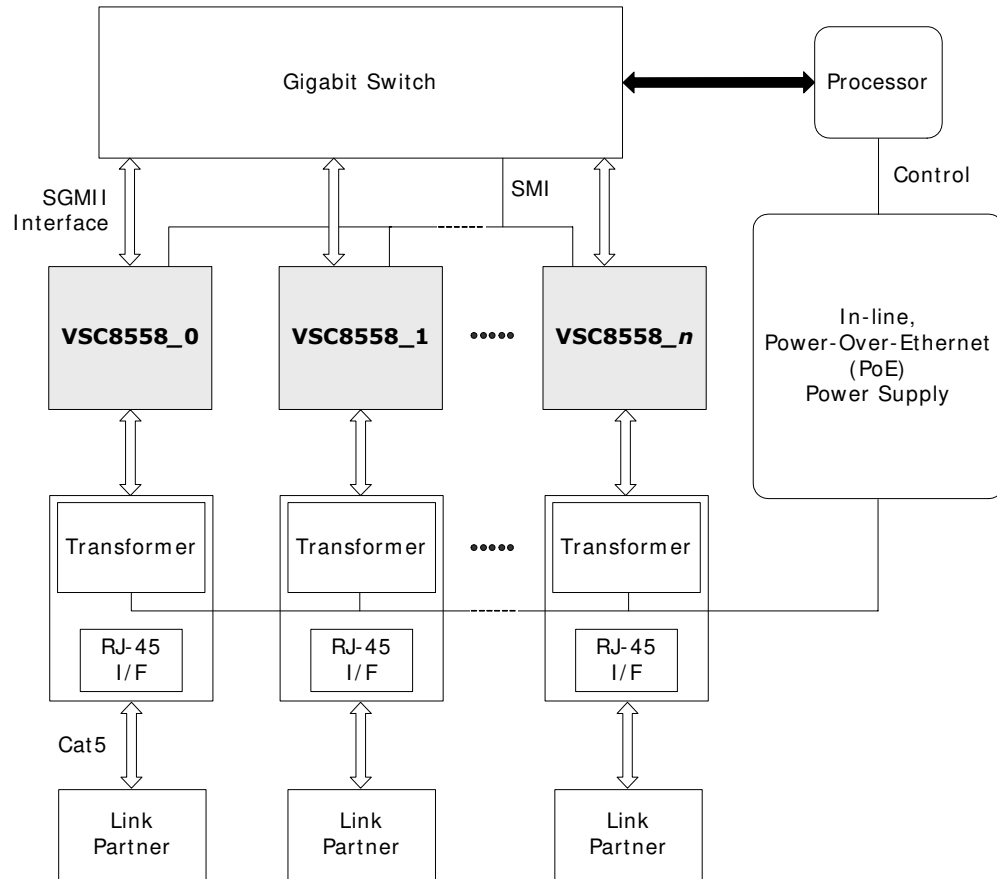 Gigabit Switch
Processor
SGMII
Interface
SMI
Control
VSC8558_0
VSC8558_1
VSC8558_n
In-line,
Power-Over-Ethernet
(PoE)
Power Supply
Transformer
Transformer
Transformer
RJ-45
I/F
RJ-45
I/F
RJ-45
I/F
Cat5
Link
Partner
Link
Partner
Link
Partner